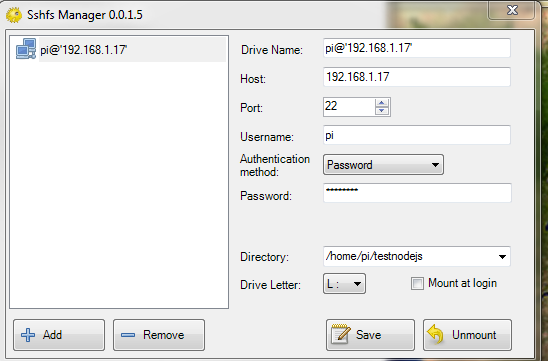 Sshfs Manager 0.0.1.5
pi@'192.168.1.17'
Drive Name: pi@'192.168.1.17'
Host: 192.168.1.17
Port: 22
Username: pi
Authentication
method: Password
Password: ********
Directory: /home/pi/testnodejs
Drive Letter: L : Mount at login
Add Remove Save Unmount